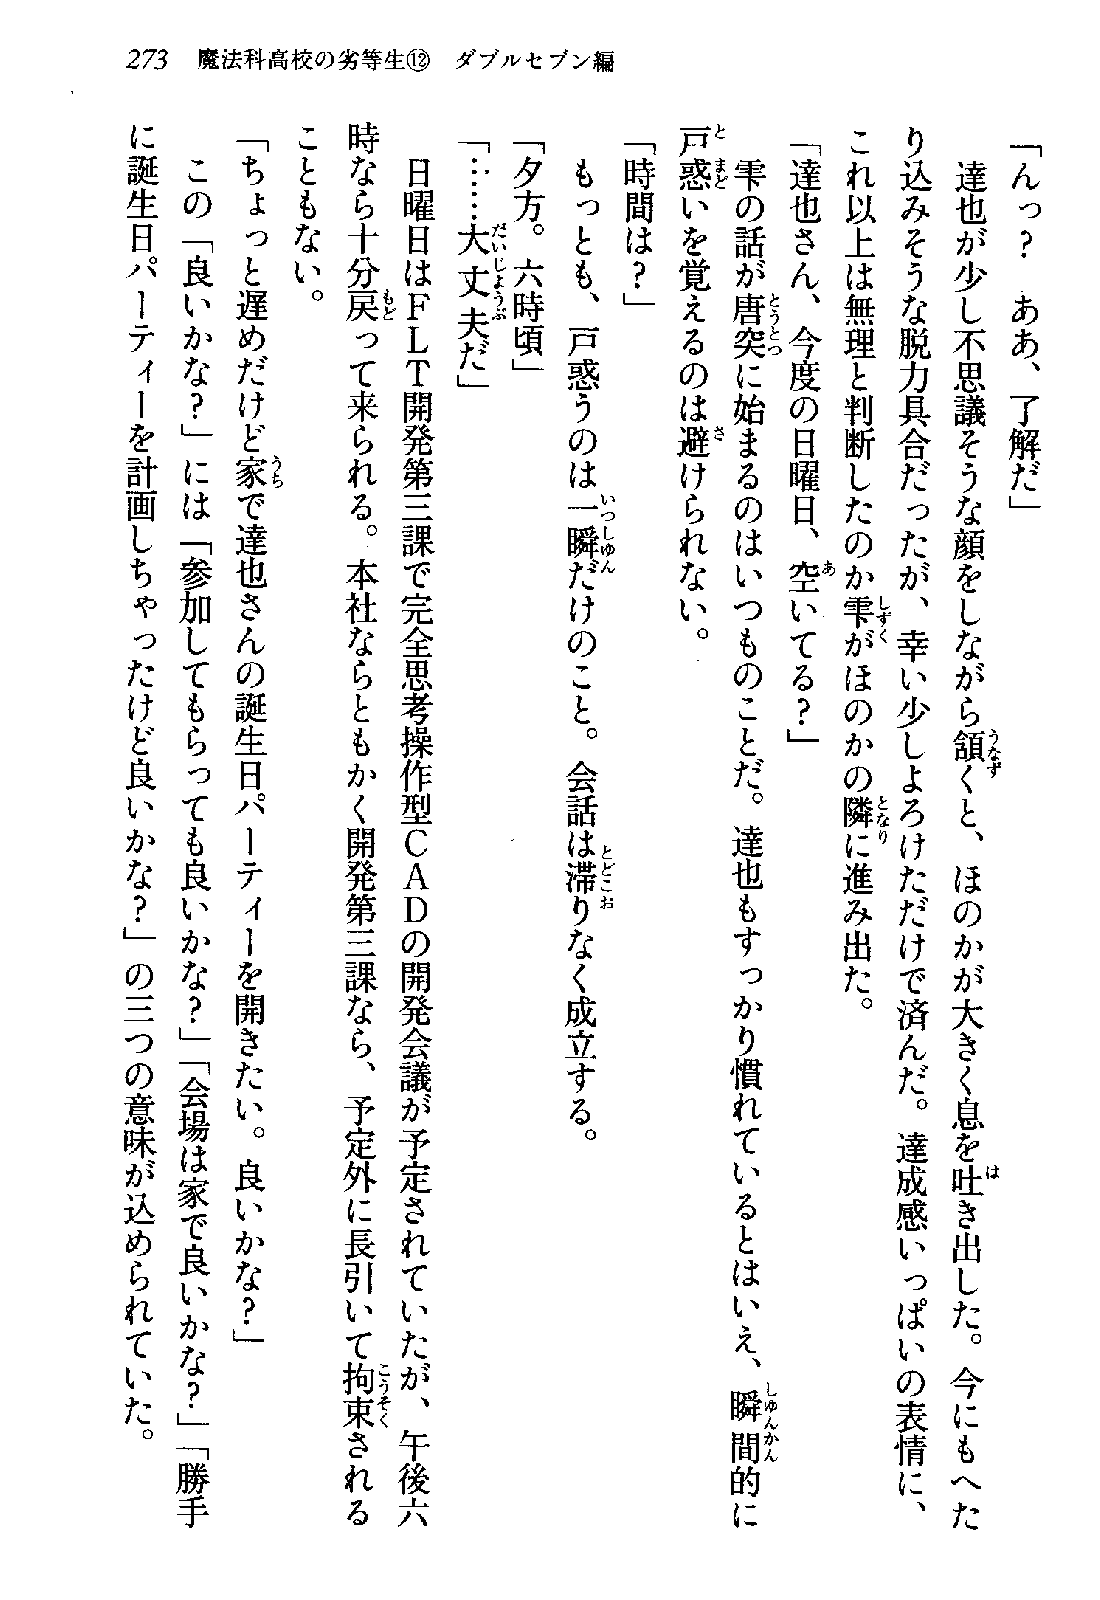 273　魔法科高校の劣等生⑫　ダブルセブン編
「んっ？　ああ、了解だ」
　達也が少し不思議そうな顔をしながら頷くと、ほのかが大きく息を吐き出した。今にもへた
り込みそうな脱力具合だったが、幸い少しよろけただけで済んだ。達成感いっぱいの表情に、
これ以上は無理と判断したのか雫がほのかの隣に進み出た。
「達也さん、今度の日曜日、空いてる？」
　雫の話が唐突に始まるのはいつものことだ。達也もすっかり慣れているとはいえ、瞬間的に
戸惑いを覚えるのは避けられない。
「時間は？」
　もっとも、戸惑うのは一瞬だけのこと。会話は滞りなく成立する。
「夕方。六時頃」
「……大丈夫だ」
　日曜日はＦＬＴ開発第三課で完全思考操作型ＣＡＤの開発会議が予定されていたが、午後六
時なら十分戻って来られる。本社ならともかく開発第三課なら、予定外に長引いて拘束される
こともない。
「ちょっと遅めだけど家で達也さんの誕生日パーティーを開きたい。良いかな？」
　この「良いかな？」には「参加してもらっても良いかな？」「会場は家で良いかな？」「勝手
に誕生日パーティーを計画しちゃったけど良いかな？」の三つの意味が込められていた。